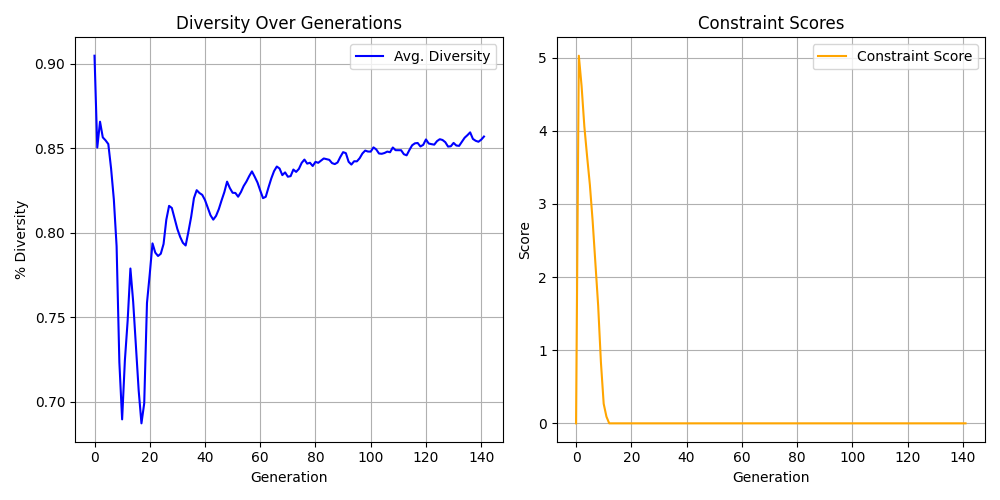 Diversity Over Generations
Avg. Diversity
0.90
0.85
0.80
0.75
0.70
% Diversity
0 20 40 60 80 100 120 140
Generation
Constraint Scores
Constraint Score
5
4
3
2
1
0
Score
0 20 40 60 80 100 120 140
Generation